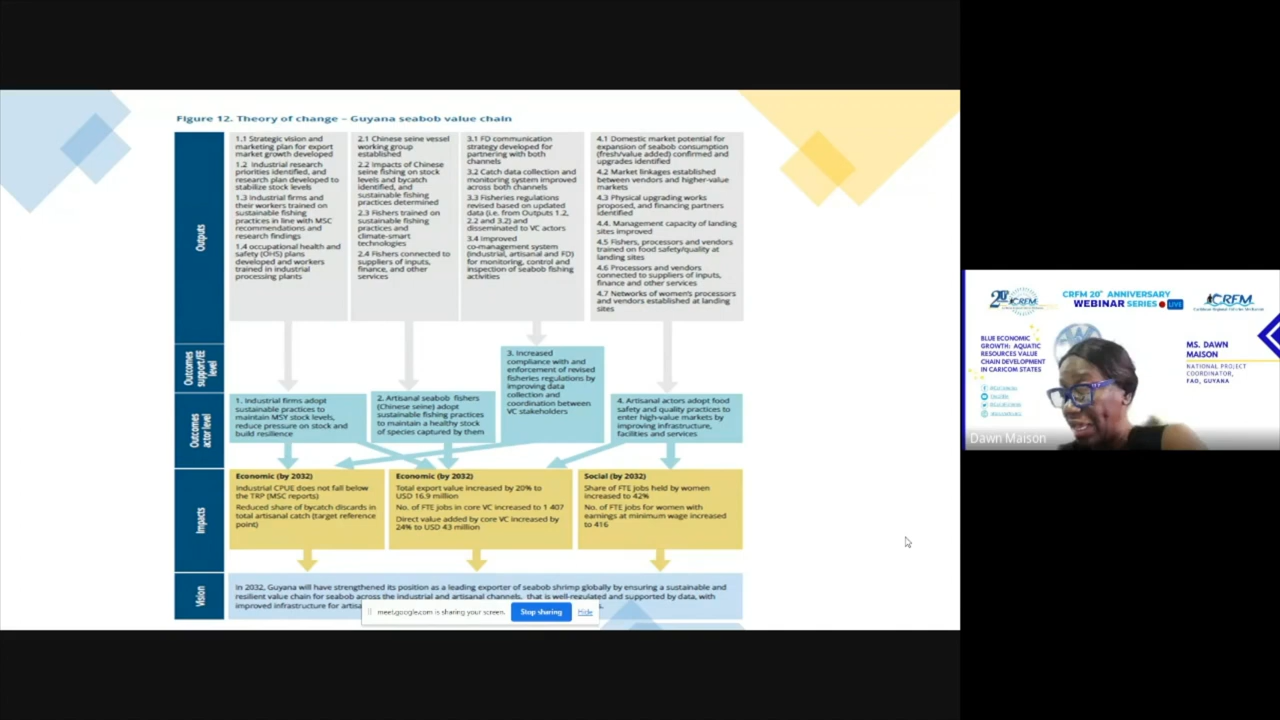 Figure 12. Theory of change – Guyana seabob value chain
Outputs
1.1 Strategic vision and
marketing plan for export
market growth developed
1.2 Industrial research
priorities identified, and
research plan developed to
stabilize stock levels
1.3 Industrial firms and
their workers trained on
sustainable fishing
practices in line with MSC
recommendations and
research findings
1.4 occupational health and
safety (OHS) plans
developed and workers
trained in industrial
processing plants
2.1 Chinese seine vessel
working group
established
2.2 Impacts of Chinese
seine fishing on stock
levels and bycatch
identified, and
sustainable fishing
practices determined
2.3 Fishers trained on
sustainable fishing
practices and
climate-smart
technologies
2.4 Fishers connected to
suppliers of inputs,
finance, and other
services
3.1 FD communication
strategy developed for
partnering with both
channels
3.2 Catch data collection and
monitoring system improved
across both channels
3.3 Fisheries regulations
revised based on updated
data (i.e. from Outputs 1.2,
2.2 and 3.2) and
disseminated to VC actors
3.4 Improved
co-management system
(industrial, artisanal and FD)
for monitoring, control and
inspection of seabob fishing
activities
4.1 Domestic market potential for
expansion of seabob consumption
(fresh/value added) confirmed and
upgrades identified
4.2 Market linkages established
between vendors and higher-value
markets
4.3 Physical upgrading works
proposed, and financing partners
identified
4.4. Management capacity of landing
sites improved
4.5 Fishers, processors and vendors
trained on food safety/quality at
landing sites
4.6 Processors and vendors
connected to suppliers of inputs,
finance and other services
4.7 Networks of women's processors
and vendors established at landing
sites
Outcomes
support/EE
level
3. Increased
compliance with and
enforcement of revised
fisheries regulations by
improving data
collection and
coordination between
VC stakeholders
Outcomes
actor level
1. Industrial firms adopt
sustainable practices to
maintain MSY stock levels,
reduce pressure on stock and
build resilience
2. Artisanal seabob fishers
(Chinese seine) adopt
sustainable fishing practices
to maintain a healthy stock
of species captured by them
4. Artisanal actors adopt food
safety and quality practices to
enter high-value markets by
improving infrastructure,
facilities and services
Impacts
Economic (by 2032)
Industrial CPUE does not fall below
the TRP (MSC reports)
Reduced share of bycatch discards in
total artisanal catch (target reference
point)
Economic (by 2032)
Total export value increased by 20% to
USD 16.9 million
No. of FTE jobs in core VC increased to 1 407
Direct value added by core VC increased by
24% to USD 43 million
Social (by 2032)
Share of FTE jobs held by women
increased to 42%
No. of FTE jobs for women with
earnings at minimum wage increased
to 416
Vision
In 2032, Guyana will have strengthened its position as a leading exporter of seabob shrimp globally by ensuring a sustainable and
resilient value chain for seabob across the industrial and artisanal channels, that is well-regulated and supported by data, with
improved infrastructure for
meet.google.com is sharing your screen.
Stop sharing
Hide
20th
CRFM
CRFM 20th ANNIVERSARY
WEBINAR SERIES LIVE
CRFM
BLUE ECONOMIC
GROWTH: AQUATIC
RESOURCES VALUE
CHAIN DEVELOPMENT
IN CARICOM STATES
MS. DAWN
MAISON
NATIONAL PROJECT
COORDINATOR,
FAO, GUYANA
Dawn Maison